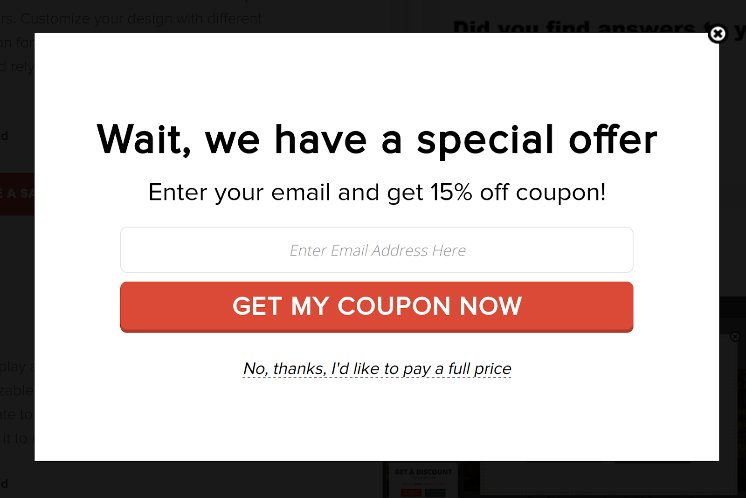 rs. Customize your design with different
on for
d rely
Did you find answers to y
d
E A SA
Wait, we have a special offer
Enter your email and get 15% off coupon!
Enter Email Address Here
GET MY COUPON NOW
No, thanks, I'd like to pay a full price
play
zable
ate to
it to
d
GET A DISCOUNT